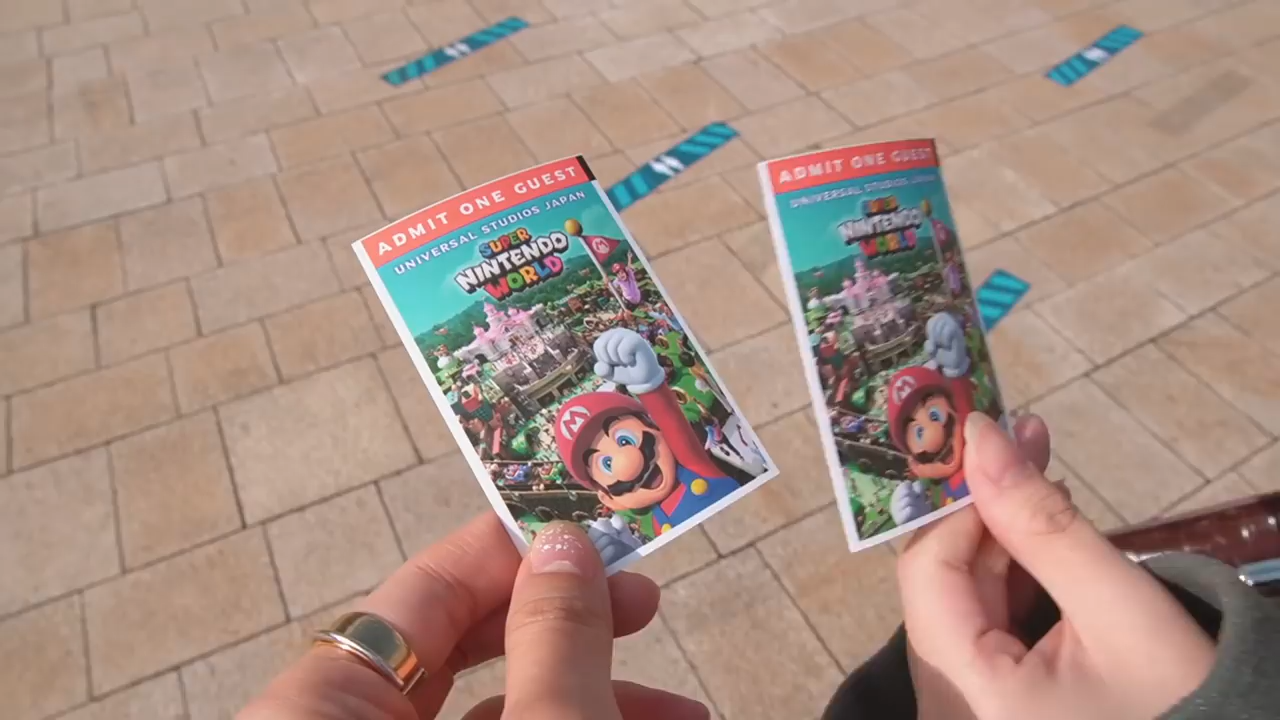 ADMIT ONE GUEST
UNIVERSAL STUDIOS JAPAN
SUPER
NINTENDO
WORLD
M
M
ADMIT ONE GUEST
UNIVERSAL STUDIOS JAPAN
SUPER
NINTENDO
WORLD
M